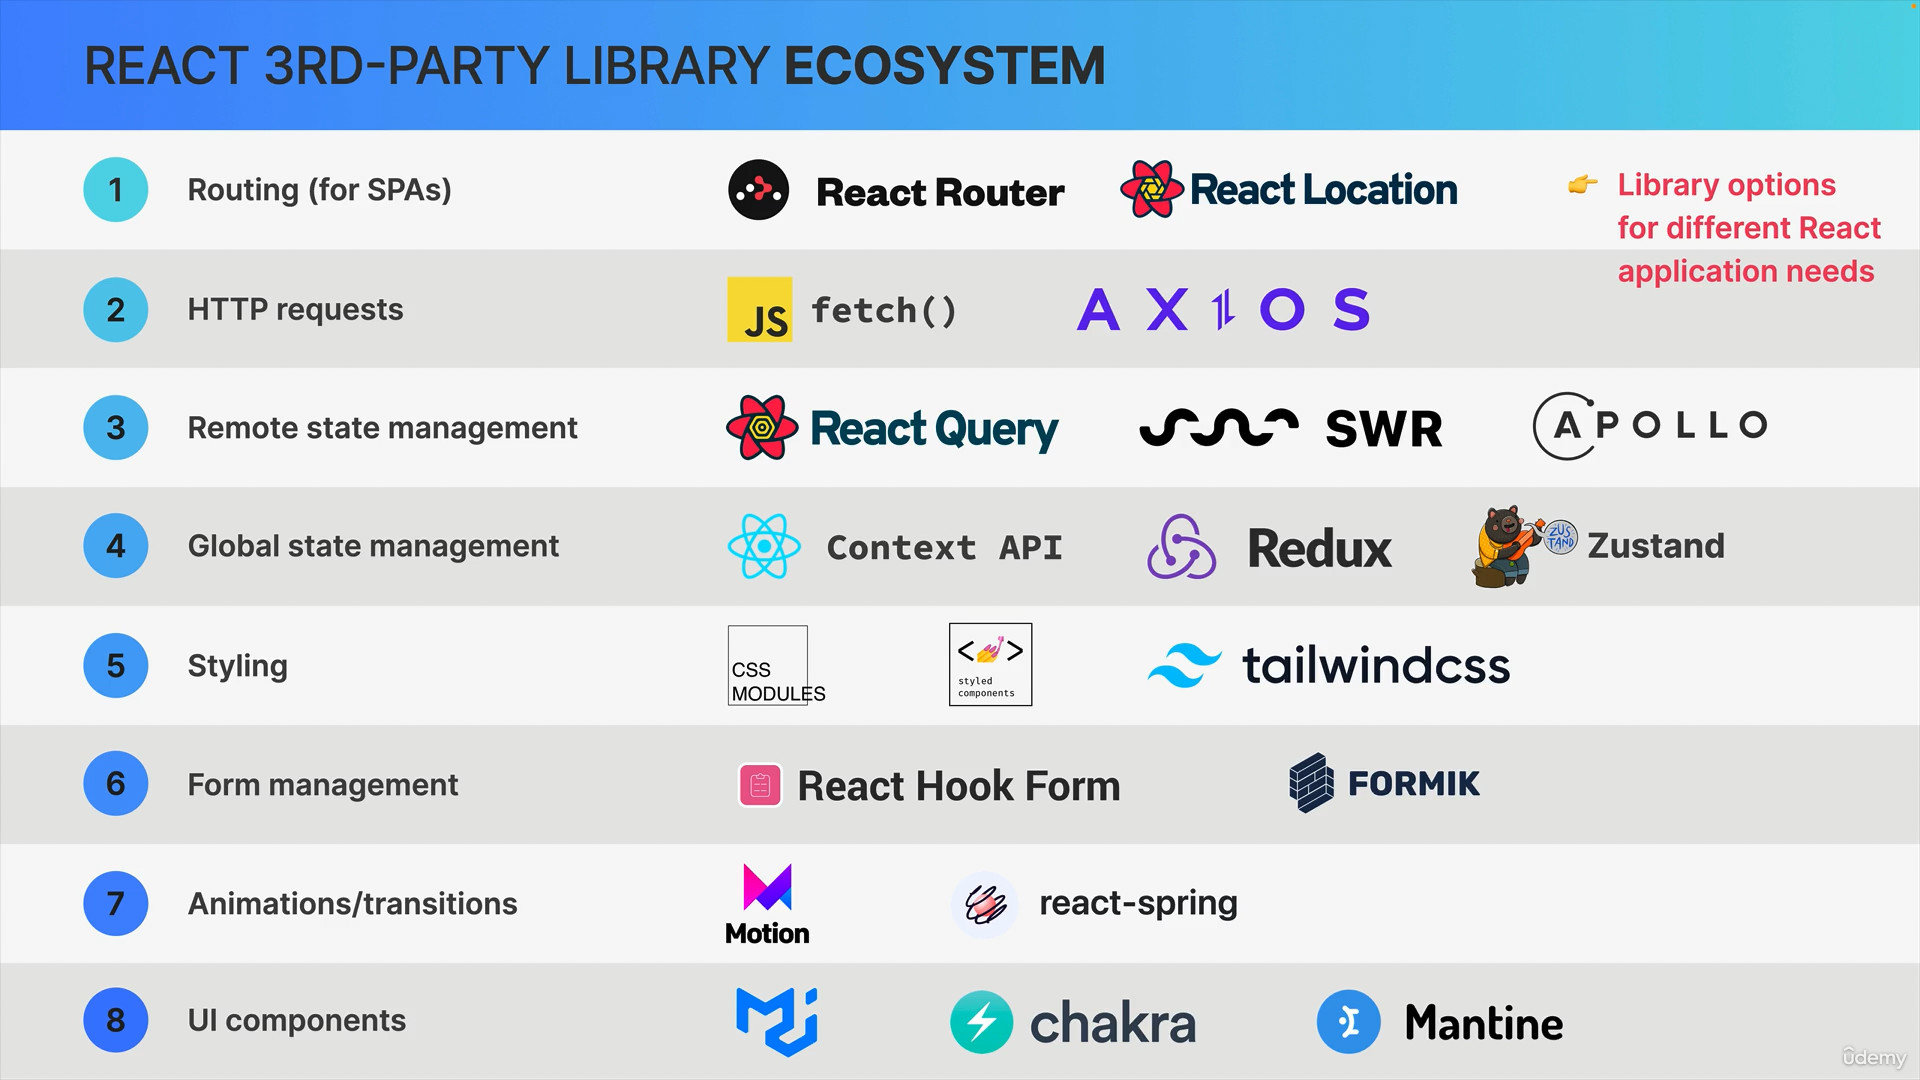 REACT 3RD-PARTY LIBRARY ECOSYSTEM
1 Routing (for SPAs) React Router React Location
👉 Library options
for different React
application needs
2 HTTP requests JS fetch() AXIOS
3 Remote state management React Query SWR APOLLO
4 Global state management Context API Redux ZUSTAND Zustand
5 Styling CSS MODULES <> styled components tailwindcss
6 Form management React Hook Form FORMIK
7 Animations/transitions Motion react-spring
8 UI components chakra Mantine
ûdemy